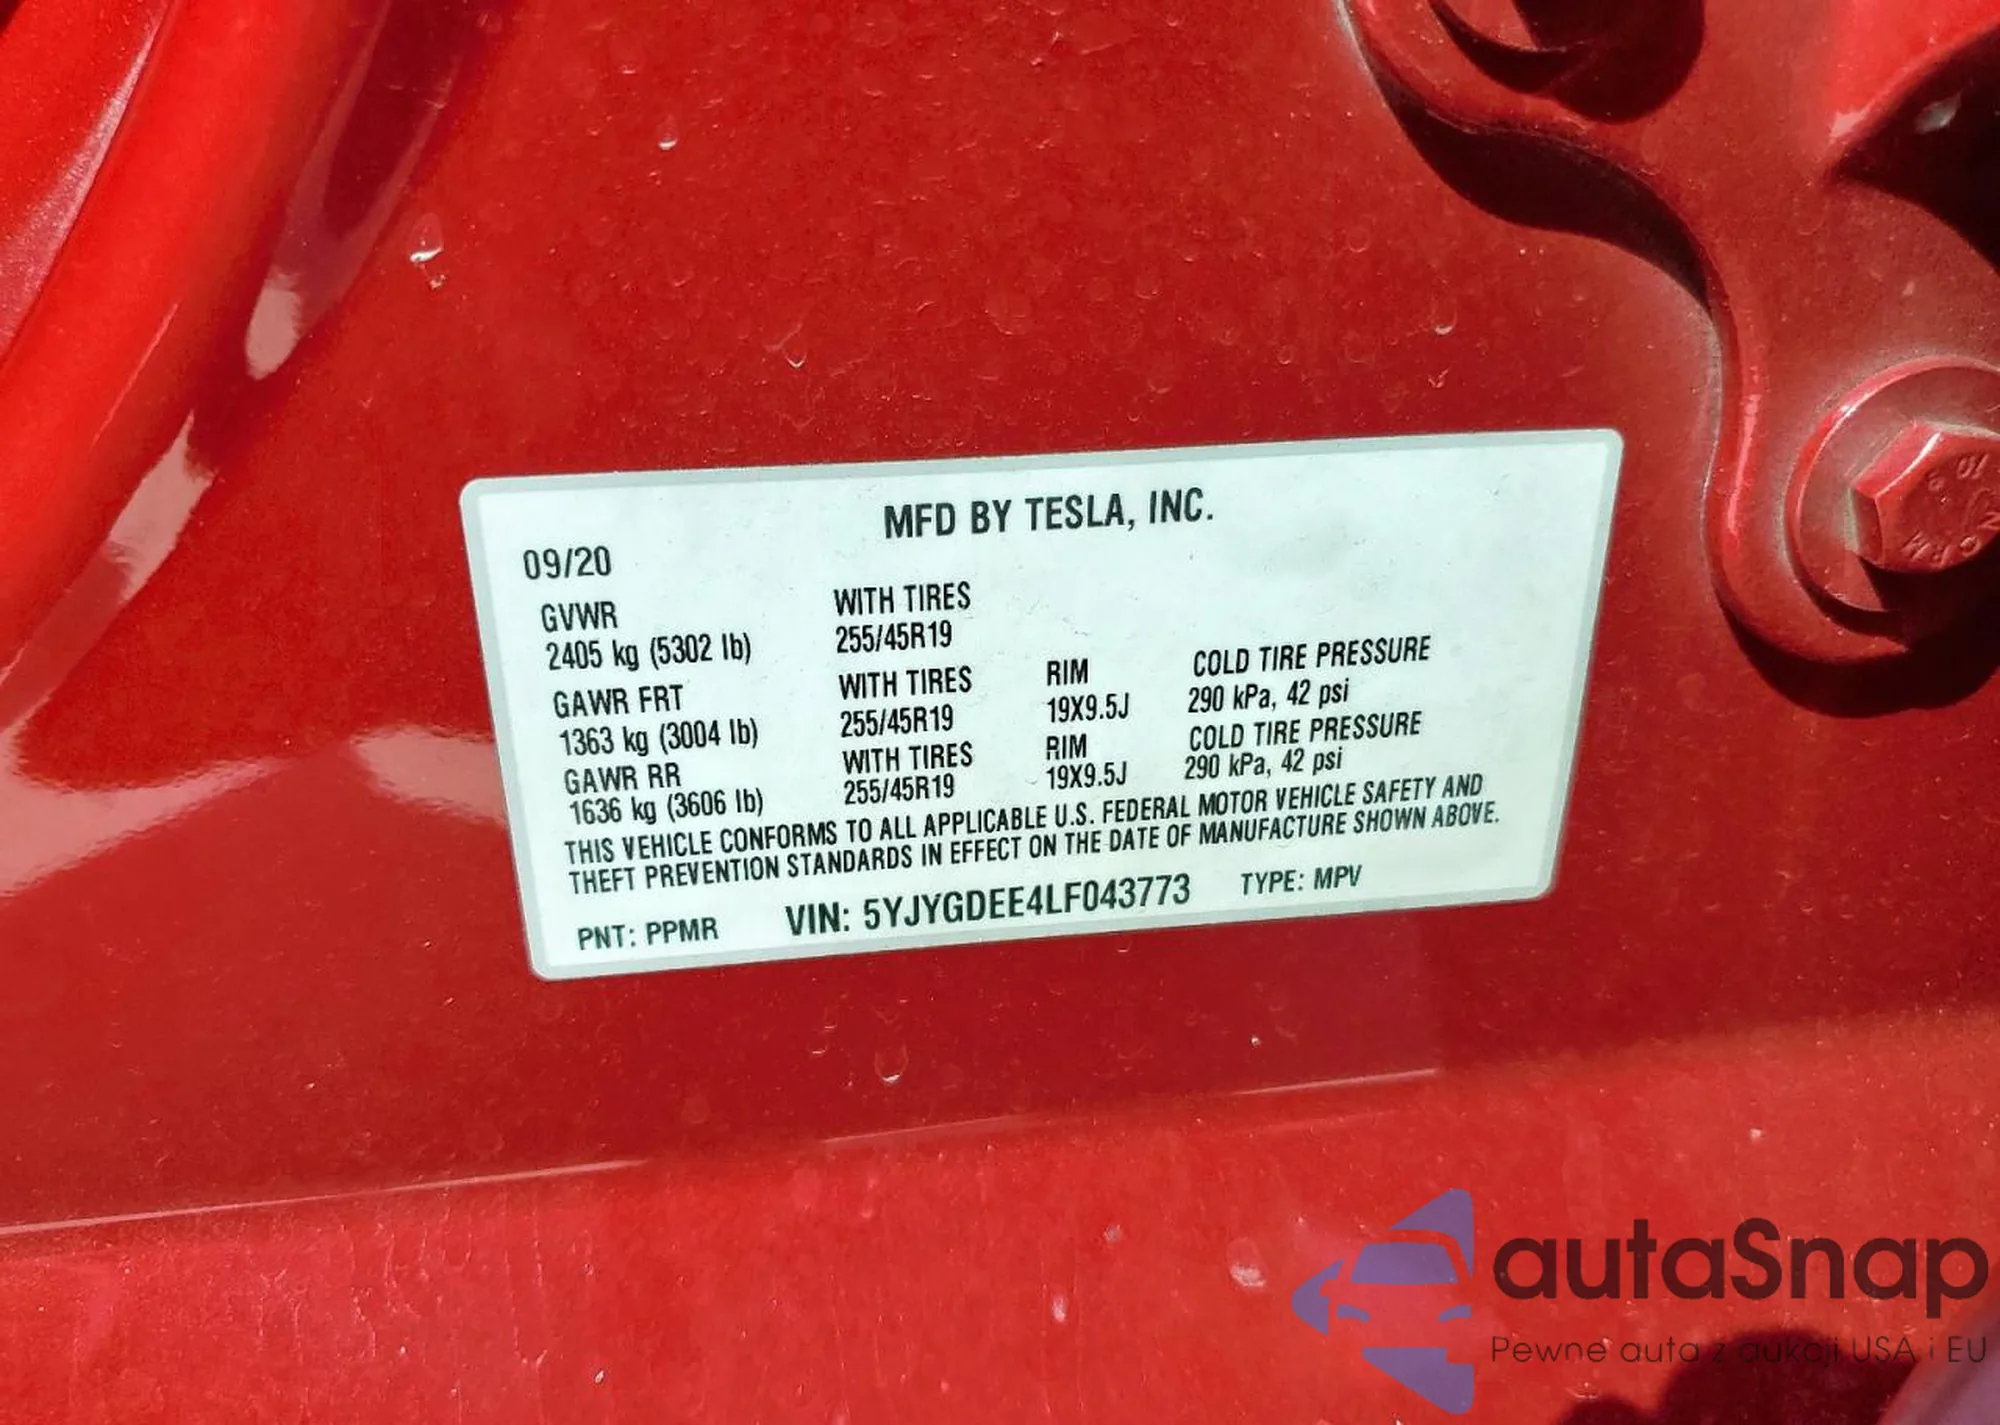 MFD BY TESLA, INC.
09/20
GVWR WITH TIRES
2405 kg (5302 lb) 255/45R19
GAWR FRT WITH TIRES RIM COLD TIRE PRESSURE
1363 kg (3004 lb) 255/45R19 19X9.5J 290 kPa, 42 psi
GAWR RR WITH TIRES RIM COLD TIRE PRESSURE
1636 kg (3606 lb) 255/45R19 19X9.5J 290 kPa, 42 psi
THIS VEHICLE CONFORMS TO ALL APPLICABLE U.S. FEDERAL MOTOR VEHICLE SAFETY AND
THEFT PREVENTION STANDARDS IN EFFECT ON THE DATE OF MANUFACTURE SHOWN ABOVE.
PNT: PPMR VIN: 5YJYGDEE4LF043773 TYPE: MPV
autaSnap
Pewne auta z aukcji USA i EU